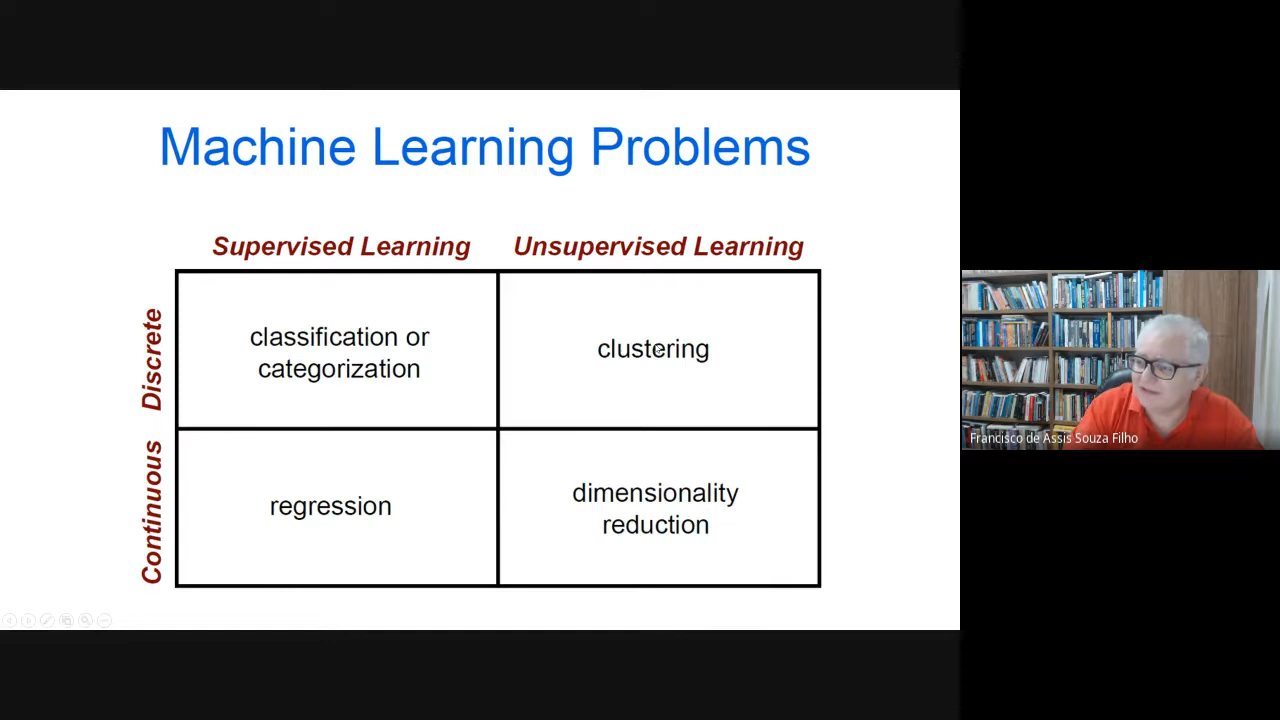 Machine Learning Problems
Supervised Learning
Unsupervised Learning
Discrete
classification or
categorization
clustering
Continuous
regression
dimensionality
reduction
Francisco de Assis Souza Filho